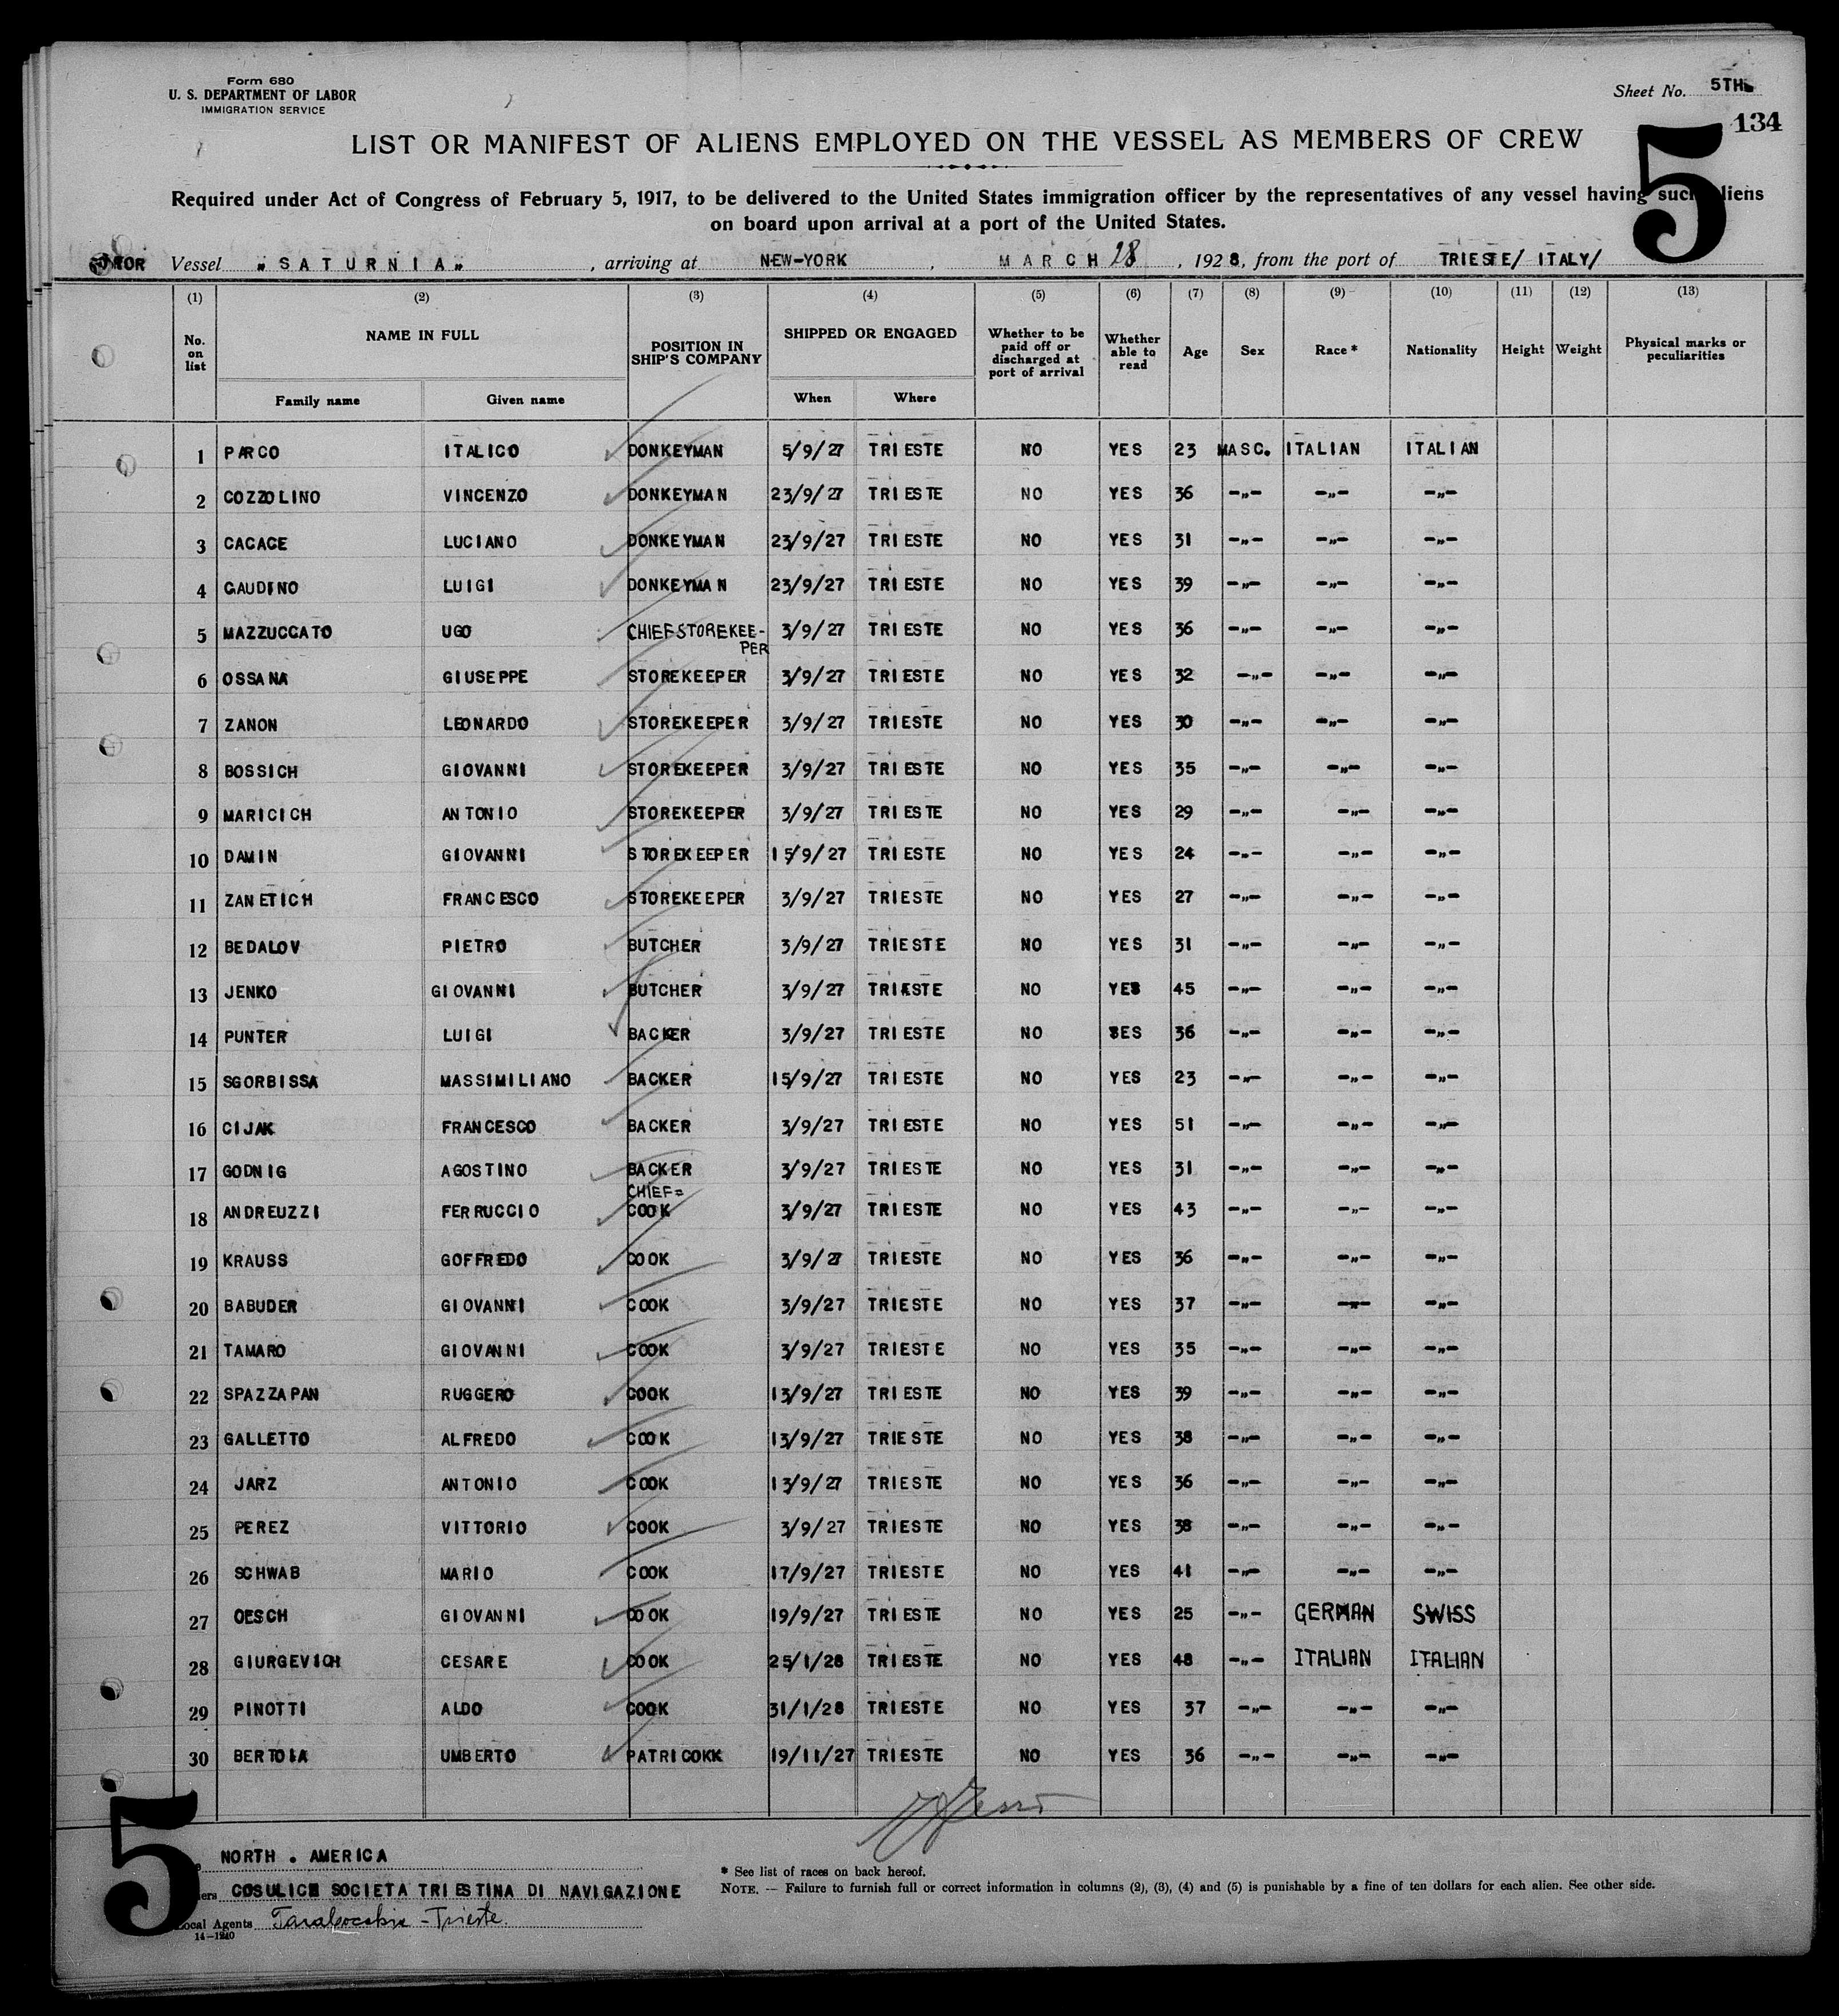 Form 680
U. S. DEPARTMENT OF LABOR
IMMIGRATION SERVICE
Sheet No. 5TH
134
5
LIST OR MANIFEST OF ALIENS EMPLOYED ON THE VESSEL AS MEMBERS OF CREW
Required under Act of Congress of February 5, 1917, to be delivered to the United States immigration officer by the representatives of any vessel having such aliens
on board upon arrival at a port of the United States.
Vessel „SATURNIA„ , arriving at NEW-YORK , MARCH 28 , 1928, from the port of TRIESTE/ ITALY/
(1) (2) (3) (4) (5) (6) (7) (8) (9) (10) (11) (12) (13)
No. on list NAME IN FULL POSITION IN SHIP'S COMPANY SHIPPED OR ENGAGED Whether to be paid off or discharged at port of arrival Whether able to read Age Sex Race * Nationality Height Weight Physical marks or peculiarities
Family name Given name When Where
1 PARCO ITALICO DONKEYMAN 5/9/27 TRIESTE NO YES 23 MASC. ITALIAN ITALIAN
2 COZZOLINO VINCENZO DONKEYMAN 23/9/27 TRIESTE NO YES 36 -„- -„- -„-
3 CACACE LUCIANO DONKEYMAN 23/9/27 TRIESTE NO YES 31 -„- -„- -„-
4 GAUDINO LUIGI DONKEYMAN 23/9/27 TRIESTE NO YES 39 -„- -„- -„-
5 MAZZUCCATO UGO CHIEFSTOREKEE- 3/9/27 TRIESTE NO YES 36 -„- -„- -„-
PER
6 OSSANA GIUSEPPE STOREKEEPER 3/9/27 TRIESTE NO YES 32 -„- -„- -„-
7 ZANON LEONARDO STOREKEEPER 3/9/27 TRIESTE NO YES 30 -„- -„- -„-
8 BOSSICH GIOVANNI STOREKEEPER 3/9/27 TRIESTE NO YES 35 -„- -„- -„-
9 MARICICH ANTONIO STOREKEEPER 3/9/27 TRIESTE NO YES 29 -„- -„- -„-
10 DAMIN GIOVANNI STOREKEEPER 15/9/27 TRIESTE NO YES 24 -„- -„- -„-
11 ZANETICH FRANCESCO STOREKEEPER 3/9/27 TRIESTE NO YES 27 -„- -„- -„-
12 BEDALOV PIETRO BUTCHER 3/9/27 TRIESTE NO YES 31 -„- -„- -„-
13 JENKO GIOVANNI BUTCHER 3/9/27 TRIESTE NO YES 45 -„- -„- -„-
14 PUNTER LUIGI BACKER 3/9/27 TRIESTE NO SES 36 -„- -„- -„-
15 SGORBISSA MASSIMILIANO BACKER 15/9/27 TRIESTE NO YES 23 -„- -„- -„-
16 CIJAK FRANCESCO BACKER 3/9/27 TRIESTE NO YES 51 -„- -„- -„-
17 GODNIG AGOSTINO BACKER 3/9/27 TRIESTE NO YES 31 -„- -„- -„-
CHIEF=
18 ANDREUZZI FERRUCCIO COOK 3/9/27 TRIESTE NO YES 43 -„- -„- -„-
19 KRAUSS GOFFREDO COOK 3/9/27 TRIESTE NO YES 36 -„- -„- -„-
20 BABUDER GIOVANNI COOK 3/9/27 TRIESTE NO YES 37 -„- -„- -„-
21 TAMARO GIOVANNI COOK 3/9/27 TRIESTE NO YES 35 -„- -„- -„-
22 SPAZZAPAN RUGGERO COOK 13/9/27 TRIESTE NO YES 39 -„- -„- -„-
23 GALLETTO ALFREDO COOK 13/9/27 TRIESTE NO YES 38 -„- -„- -„-
24 JARZ ANTONIO COOK 13/9/27 TRIESTE NO YES 36 -„- -„- -„-
25 PEREZ VITTORIO COOK 3/9/27 TRIESTE NO YES 38 -„- -„- -„-
26 SCHWAB MARIO COOK 17/9/27 TRIESTE NO YES 41 -„- -„- -„-
27 OESCH GIOVANNI COOK 19/9/27 TRIESTE NO YES 25 -„- GERMAN SWISS
28 GIURGEVICH CESARE COOK 25/1/28 TRIESTE NO YES 48 -„- ITALIAN ITALIAN
29 PINOTTI ALDO COOK 31/1/28 TRIESTE NO YES 37 -„- -„- -„-
30 BERTOIA UMBERTO PATRICOKK 19/11/27 TRIESTE NO YES 36 -„- -„- -„-
5
NORTH . AMERICA
COSULICH SOCIETA TRIESTINA DI NAVIGAZIONE
Local Agents Tarabocchia - Trieste.
14-1240
* See list of races on back hereof.
NOTE. — Failure to furnish full or correct information in columns (2), (3), (4) and (5) is punishable by a fine of ten dollars for each alien. See other side.